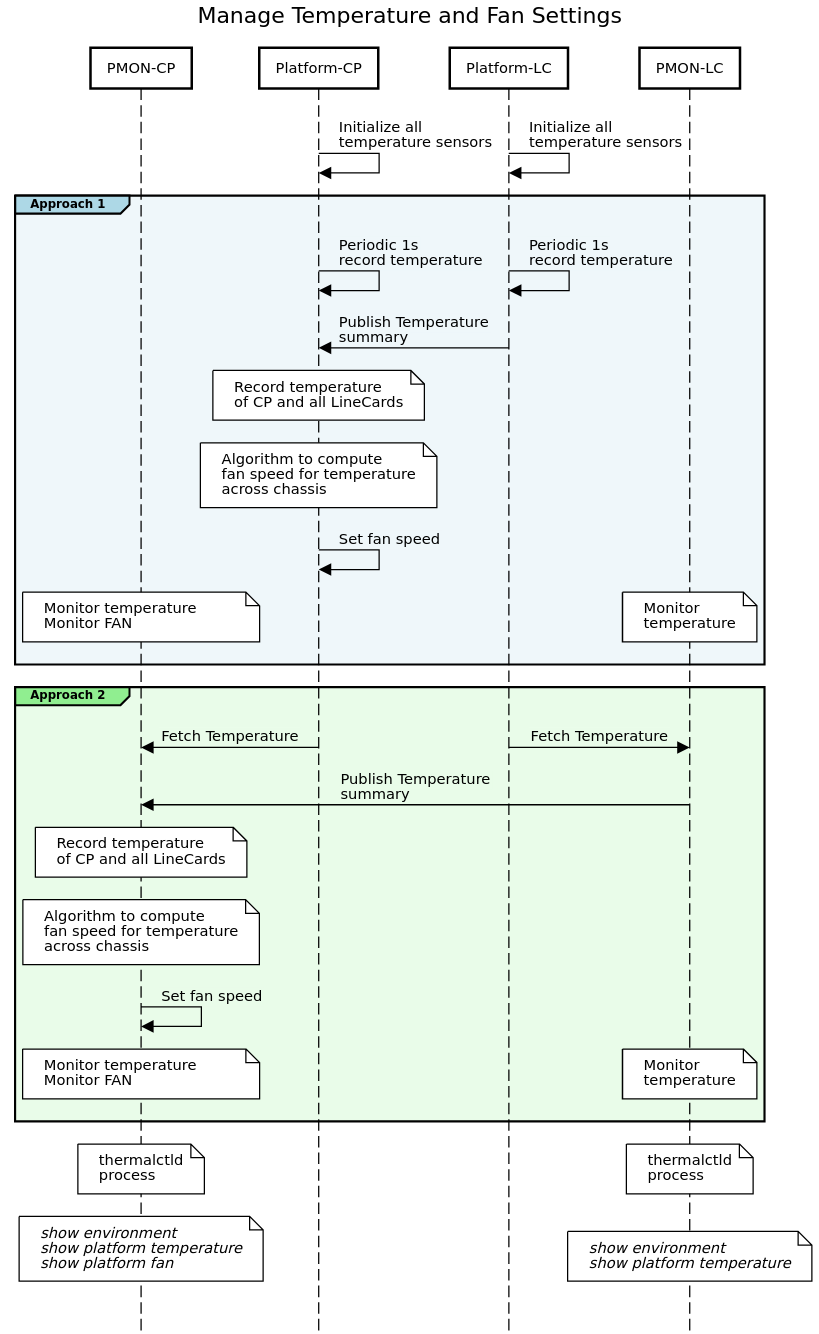 Manage Temperature and Fan Settings
PMON-CP
Platform-CP
Platform-LC
PMON-LC
Initialize all
temperature sensors
Initialize all
temperature sensors
Approach 1
Periodic 1s
record temperature
Periodic 1s
record temperature
Publish Temperature
summary
Record temperature
of CP and all LineCards
Algorithm to compute
fan speed for temperature
across chassis
Set fan speed
Monitor temperature
Monitor FAN
Monitor
temperature
Approach 2
Fetch Temperature
Fetch Temperature
Publish Temperature
summary
Record temperature
of CP and all LineCards
Algorithm to compute
fan speed for temperature
across chassis
Set fan speed
Monitor temperature
Monitor FAN
Monitor
temperature
thermalctld
process
thermalctld
process
show environment
show platform temperature
show platform fan
show environment
show platform temperature